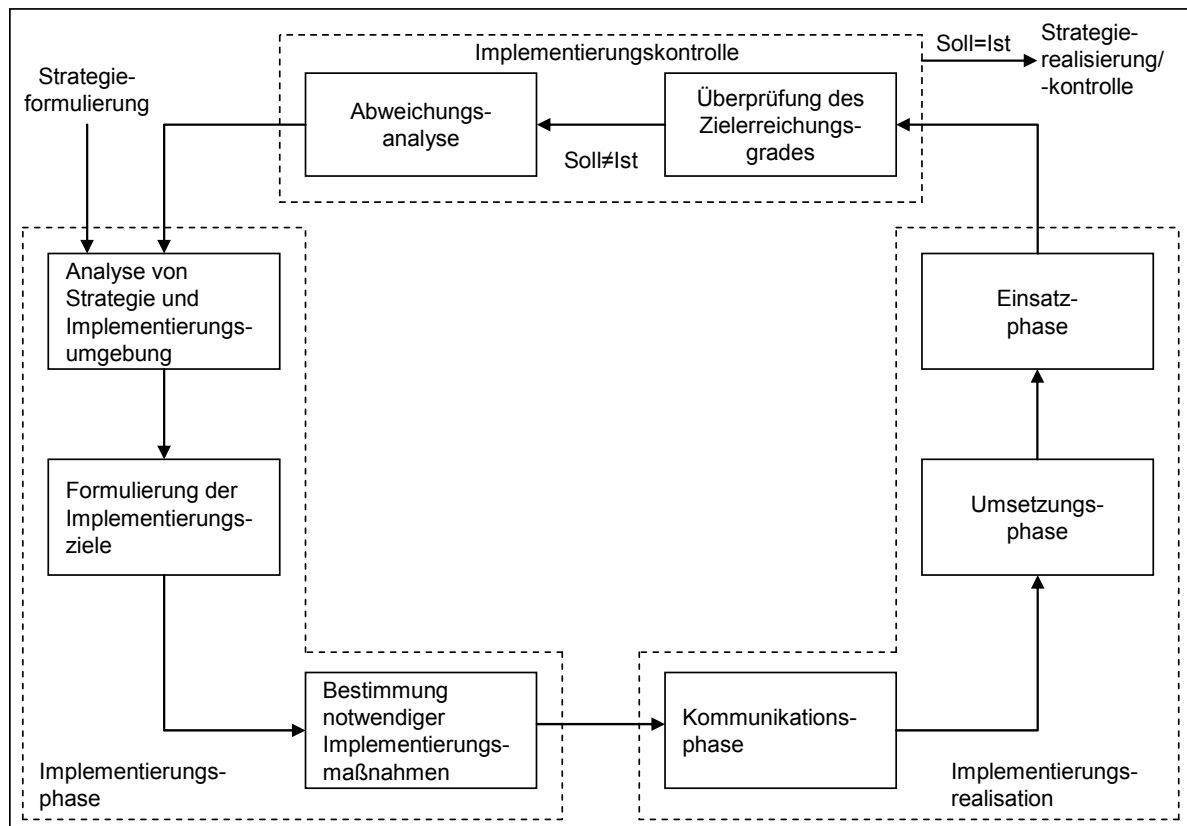 Implementierungskontrolle
Soll=Ist
Strategie-
realisierung/
-kontrolle
Strategie-
formulierung
Abweichungs-
analyse
Soll≠Ist
Überprüfung des
Zielerreichungs-
grades
Analyse von
Strategie und
Implementierungs-
umgebung
Einsatz-
phase
Formulierung der
Implementierungs-
ziele
Umsetzungs-
phase
Bestimmung
notwendiger
Implementierungs-
maßnahmen
Kommunikations-
phase
Implementierungs-
phase
Implementierungs-
realisation